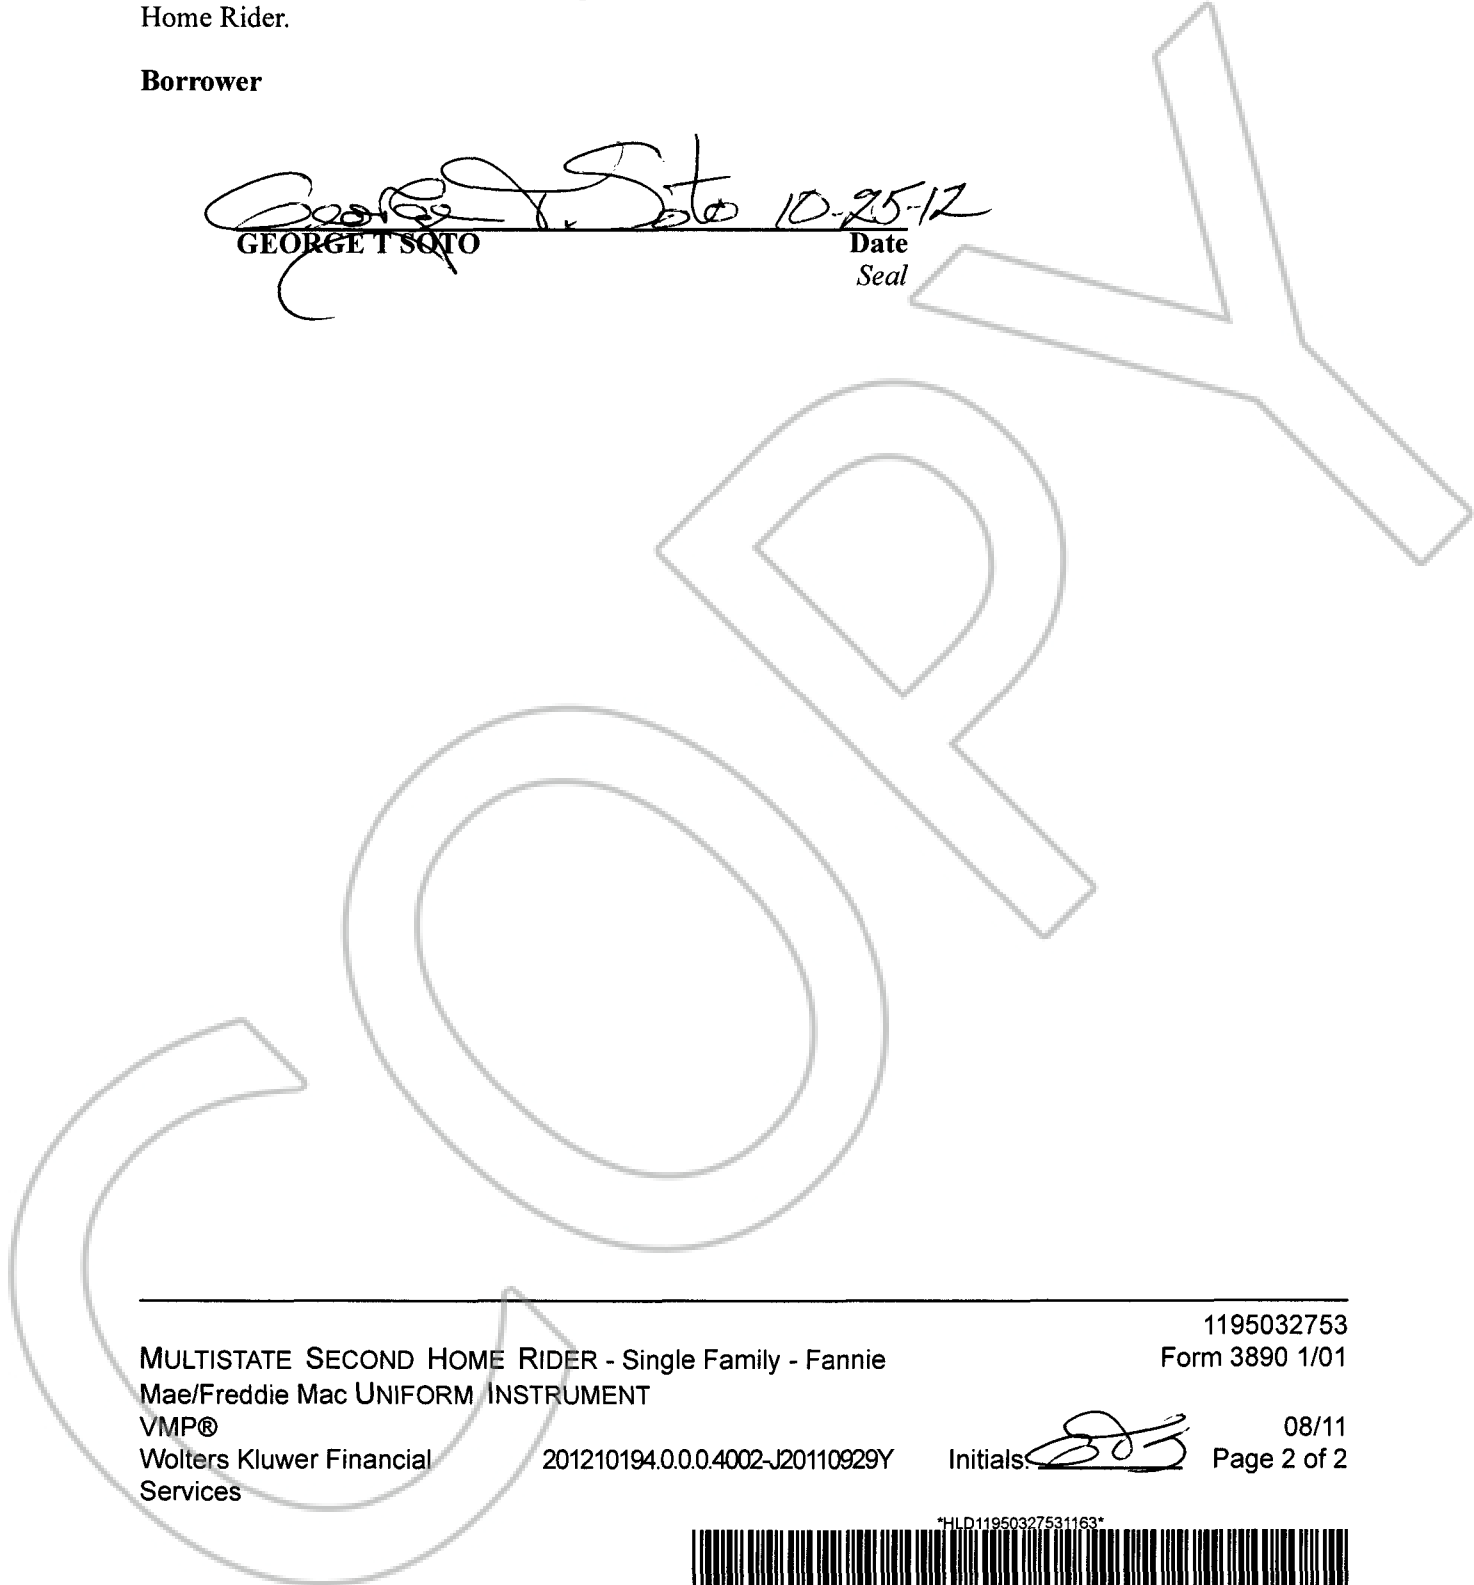 Home Rider.
Borrower
George T. Soto 10-25-12
GEORGE T SOTO Date
Seal
COPY
1195032753
MULTISTATE SECOND HOME RIDER - Single Family - Fannie Form 3890 1/01
Mae/Freddie Mac UNIFORM INSTRUMENT
VMP® 08/11
Wolters Kluwer Financial 201210194.0.0.0.4002-J20110929Y Initials: Page 2 of 2
Services
*HLD11950327531163*